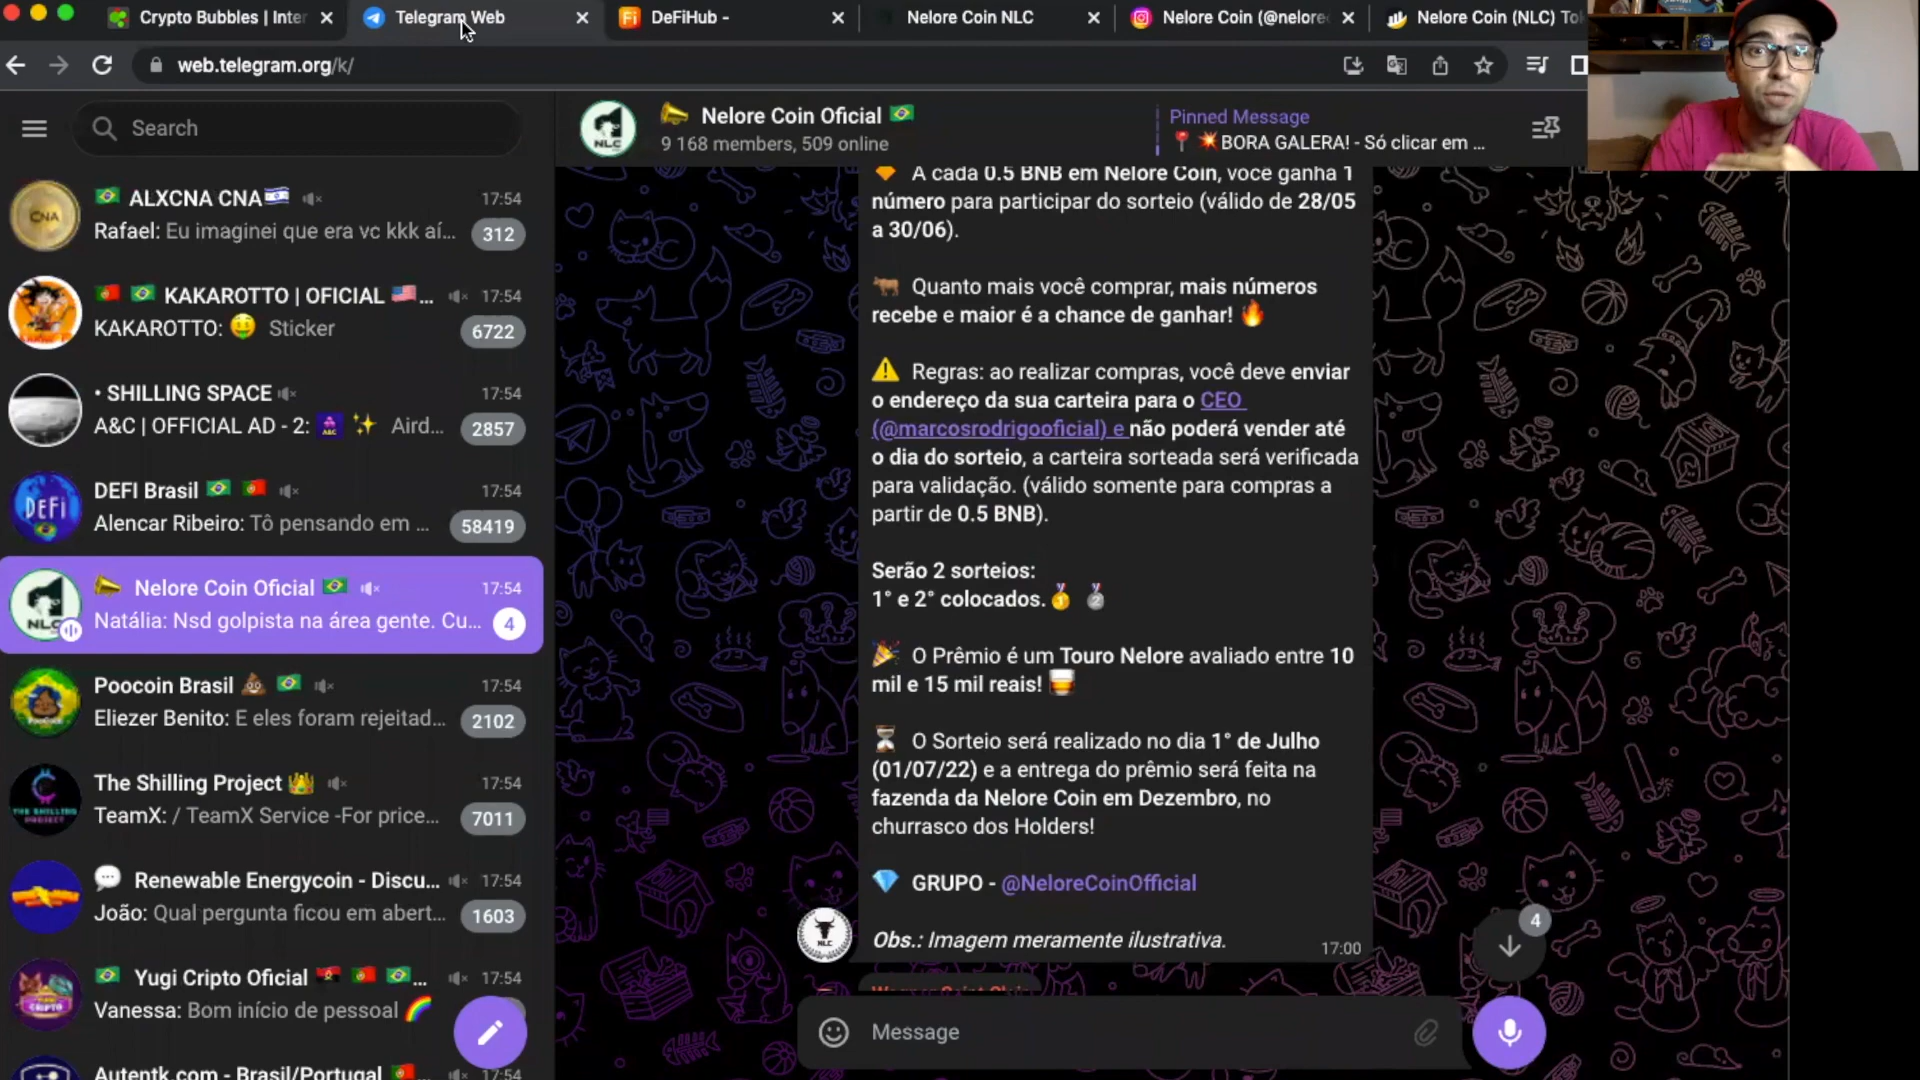 Crypto Bubbles | Inter
Telegram Web
DeFiHub -
Nelore Coin NLC
Nelore Coin (@nelore
Nelore Coin (NLC) To
web.telegram.org/k/
Search
ALXCNA CNA
17:54
Rafael: Eu imaginei que era vc kkk aí...
312
KAKAROTTO | OFICIAL ...
17:54
KAKAROTTO: 🤑 Sticker
6722
• SHILLING SPACE
17:54
A&C | OFFICIAL AD - 2: ✨ Aird...
2857
DEFI Brasil 🇧🇷 🇵🇹
17:54
Alencar Ribeiro: Tô pensando em ...
58419
Nelore Coin Oficial 🇧🇷
17:54
Natália: Nsd golpista na área gente. Cu...
4
Poocoin Brasil 💩 🇧🇷
17:54
Eliezer Benito: E eles foram rejeitad...
2102
The Shilling Project 👑
17:54
TeamX: / TeamX Service -For price...
7011
Renewable Energycoin - Discu...
17:54
João: Qual pergunta ficou em abert...
1603
Yugi Cripto Oficial ...
17:54
Vanessa: Bom início de pessoal 🌈
Autentk.com - Brasil/Portugal
17:54
Nelore Coin Oficial 🇧🇷
9 168 members, 509 online
Pinned Message
📍 💥BORA GALERA! - Só clicar em ...
🔸 A cada 0.5 BNB em Nelore Coin, você ganha 1
número para participar do sorteio (válido de 28/05
a 30/06).
🐂 Quanto mais você comprar, mais números
recebe e maior é a chance de ganhar! 🔥
⚠️ Regras: ao realizar compras, você deve enviar
o endereço da sua carteira para o CEO
(@marcosrodrigooficial) e não poderá vender até
o dia do sorteio, a carteira sorteada será verificada
para validação. (válido somente para compras a
partir de 0.5 BNB).
Serão 2 sorteios:
1° e 2° colocados.🥇 🥈
🎉 O Prêmio é um Touro Nelore avaliado entre 10
mil e 15 mil reais! 🥃
⏳ O Sorteio será realizado no dia 1° de Julho
(01/07/22) e a entrega do prêmio será feita na
fazenda da Nelore Coin em Dezembro, no
churrasco dos Holders!
💎 GRUPO - @NeloreCoinOfficial
Obs.: Imagem meramente ilustrativa.
17:00
4
Message
CNA
DEFI
NLC
NLC